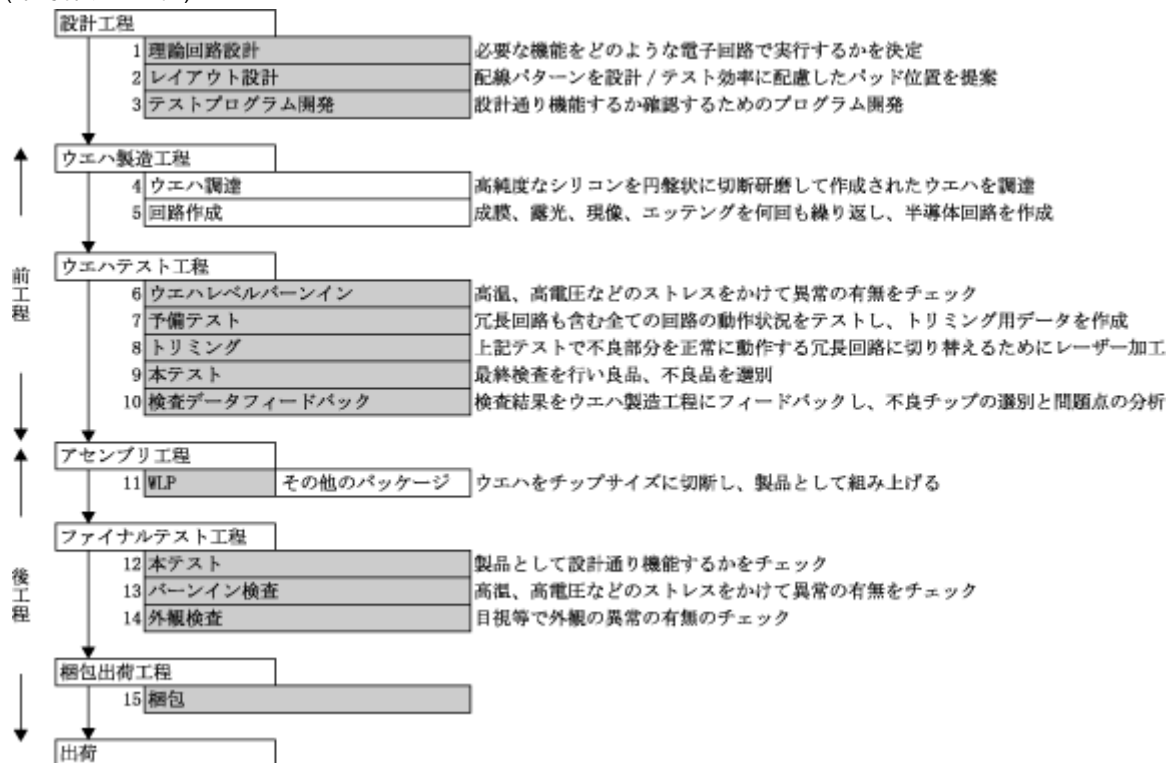 設計工程
1 理論回路設計 必要な機能をどのような電子回路で実行するかを決定
2 レイアウト設計 配線パターンを設計/テスト効率に配慮したパッド位置を提案
3 テストプログラム開発 設計通り機能するか確認するためのプログラム開発
ウエハ製造工程
4 ウエハ調達 高純度なシリコンを円盤状に切断研磨して作成されたウエハを調達
5 回路作成 成膜、露光、現像、エッテングを何回も繰り返し、半導体回路を作成
前工程
ウエハテスト工程
6 ウエハレベルバーンイン 高温、高電圧などのストレスをかけて異常の有無をチェック
7 予備テスト 冗長回路も含む全ての回路の動作状況をテストし、トリミング用データを作成
8 トリミング 上記テストで不良部分を正常に動作する冗長回路に切り替えるためにレーザー加工
9 本テスト 最終検査を行い良品、不良品を選別
10 検査データフィードバック 検査結果をウエハ製造工程にフィードバックし、不良チップの選別と問題点の分析
アセンブリ工程
11 WLP その他のパッケージ ウエハをチップサイズに切断し、製品として組み上げる
ファイナルテスト工程
後工程
12 本テスト 製品として設計通り機能するかをチェック
13 バーンイン検査 高温、高電圧などのストレスをかけて異常の有無をチェック
14 外観検査 目視等で外観の異常の有無のチェック
梱包出荷工程
15 梱包
出荷